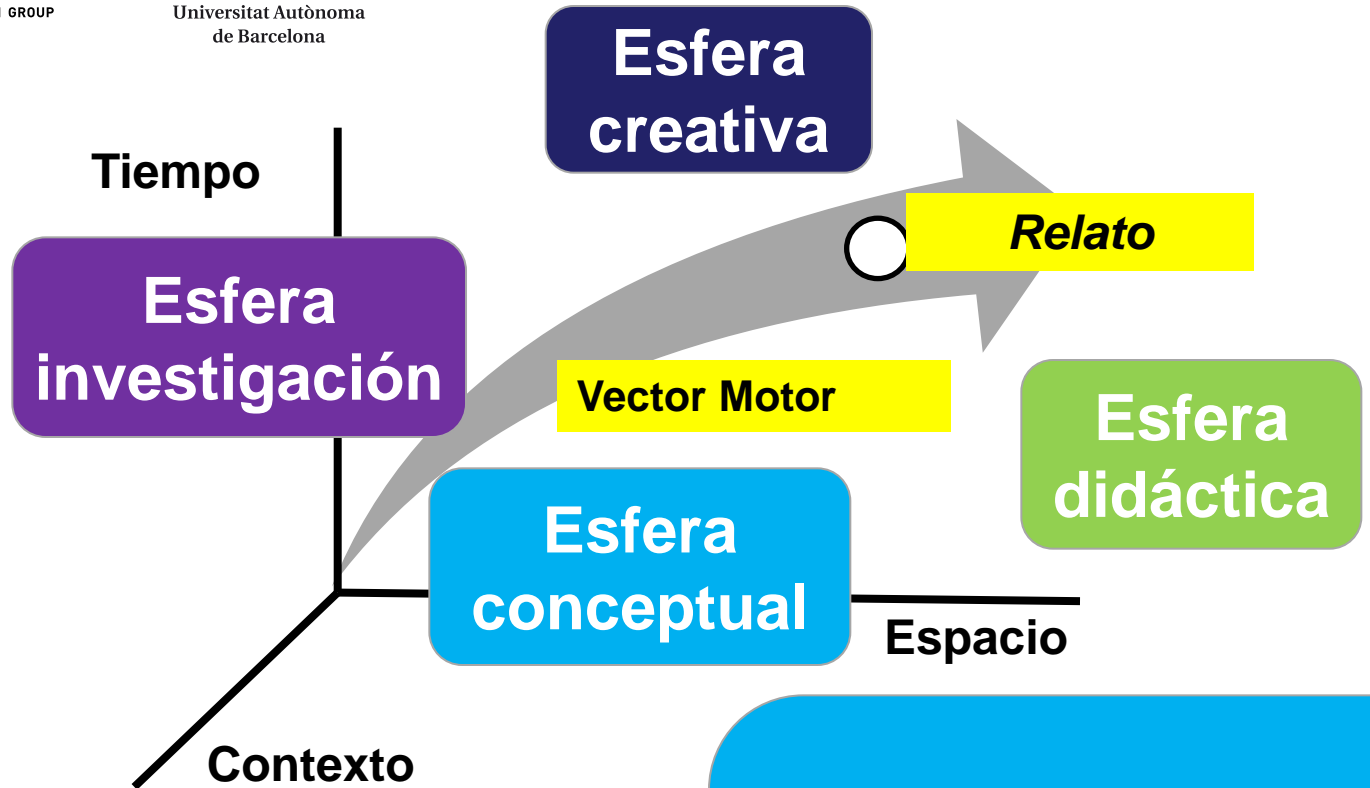 GROUP
Universitat Autònoma
de Barcelona
Esfera
creativa
Tiempo
Relato
Esfera
investigación
Vector Motor
Esfera
didáctica
Esfera
conceptual
Espacio
Contexto